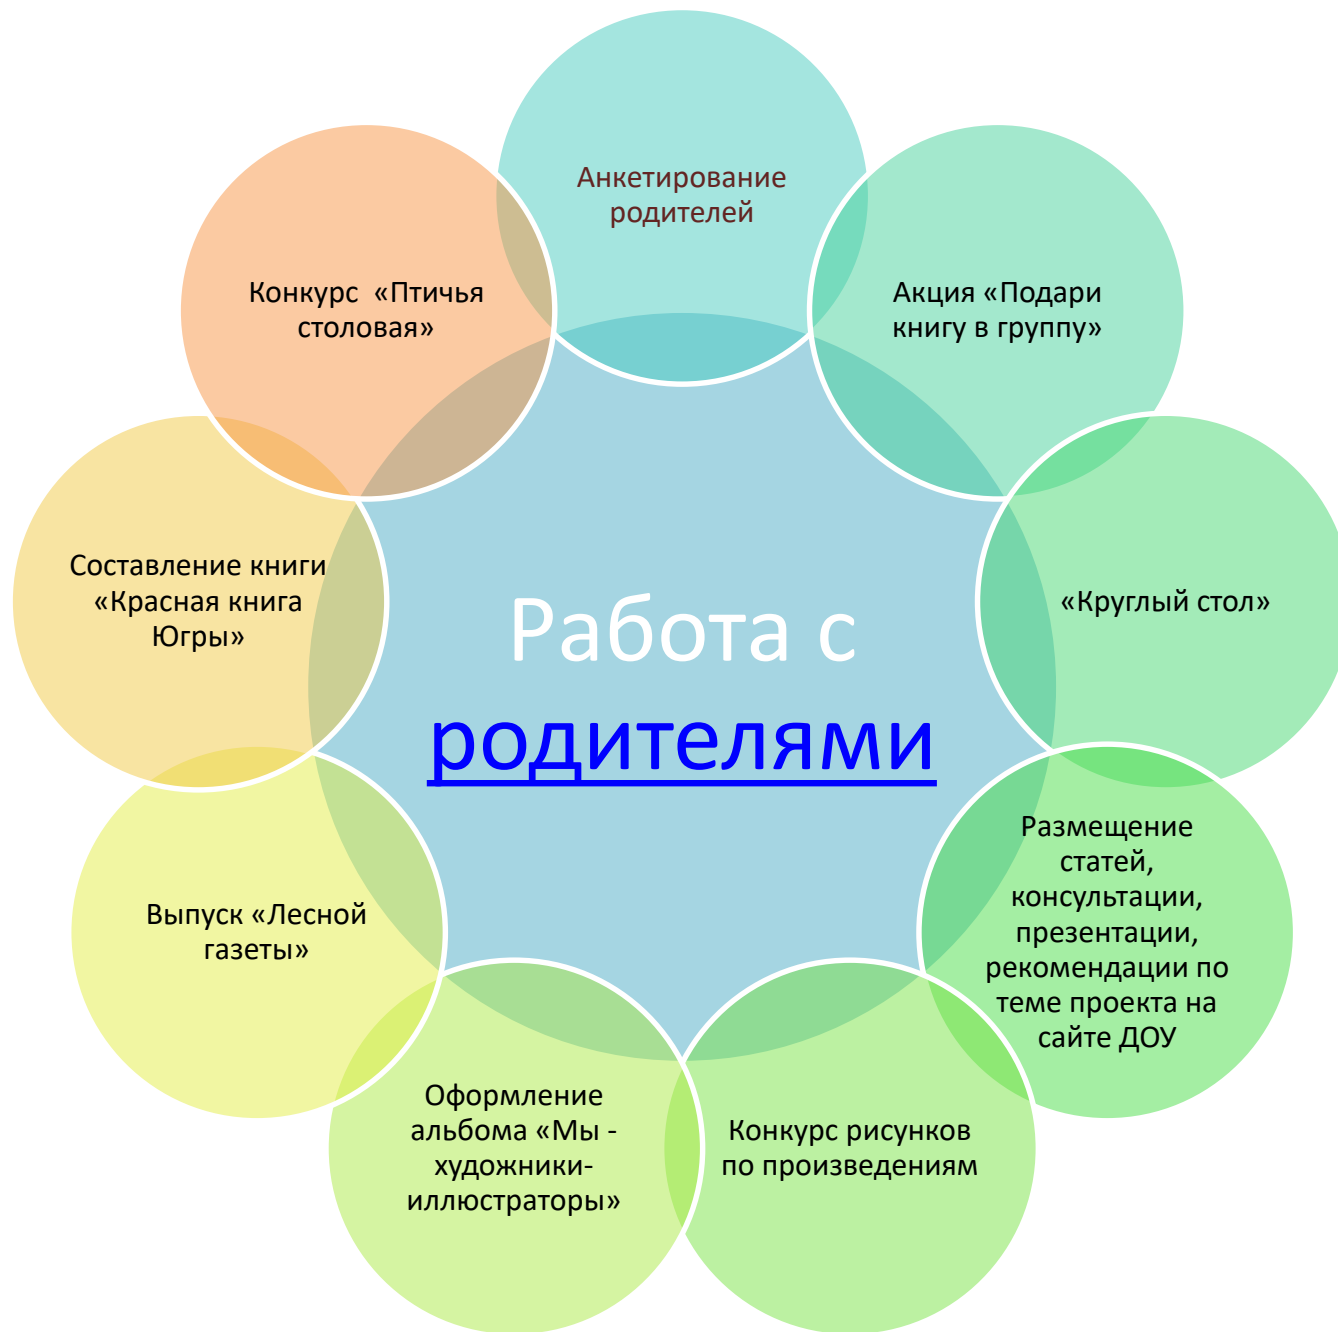 Анкетирование
родителей
Акция «Подари
книгу в группу»
«Круглый стол»
Размещение
статей,
консультации,
презентации,
рекомендации по
теме проекта на
сайте ДОУ
Конкурс рисунков
по произведениям
Оформление
альбома «Мы -
художники-
иллюстраторы»
Выпуск «Лесной
газеты»
Составление книги
«Красная книга
Югры»
Конкурс «Птичья
столовая»
Работа с
родителями